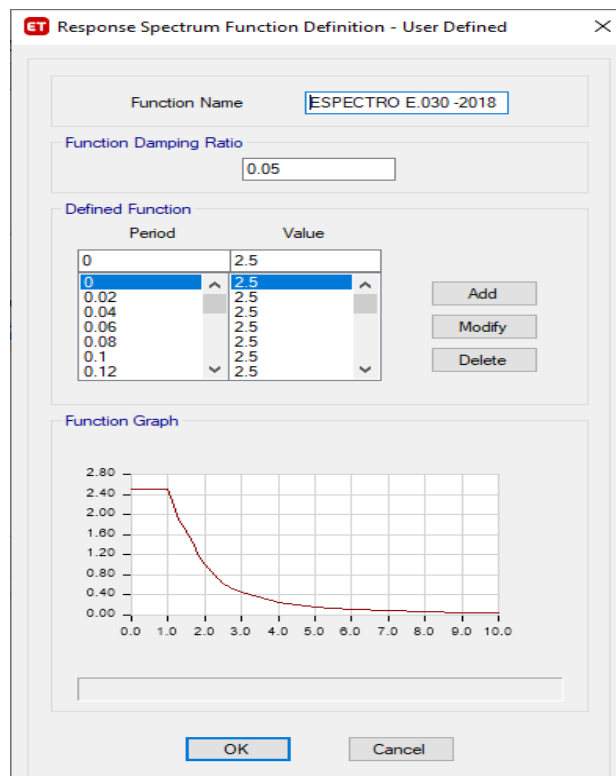 ET Response Spectrum Function Definition - User Defined
Function Name ESPECTRO E.030 -2018
Function Damping Ratio
0.05
Defined Function
Period Value
0 2.5
0 2.5
0.02 2.5
0.04 2.5
0.06 2.5
0.08 2.5
0.1 2.5
0.12 2.5
Add
Modify
Delete
Function Graph
2.80
2.40
2.00
1.60
1.20
0.80
0.40
0.00
0.0 1.0 2.0 3.0 4.0 5.0 6.0 7.0 8.0 9.0 10.0
OK Cancel